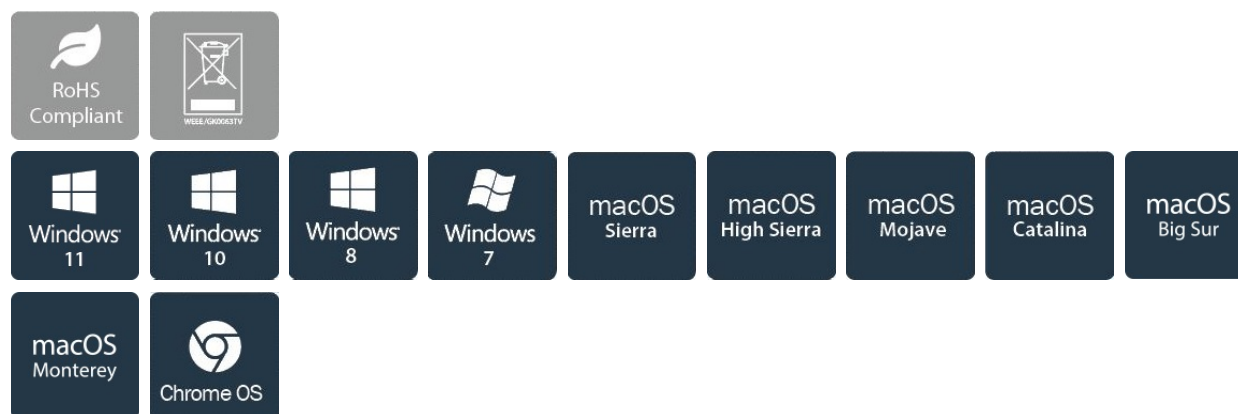 RoHS
Compliant
WEEE/GK0063TV
Windows
11
Windows
10
Windows
8
Windows
7
macOS
Sierra
macOS
High Sierra
macOS
Mojave
macOS
Catalina
macOS
Big Sur
macOS
Monterey
Chrome OS